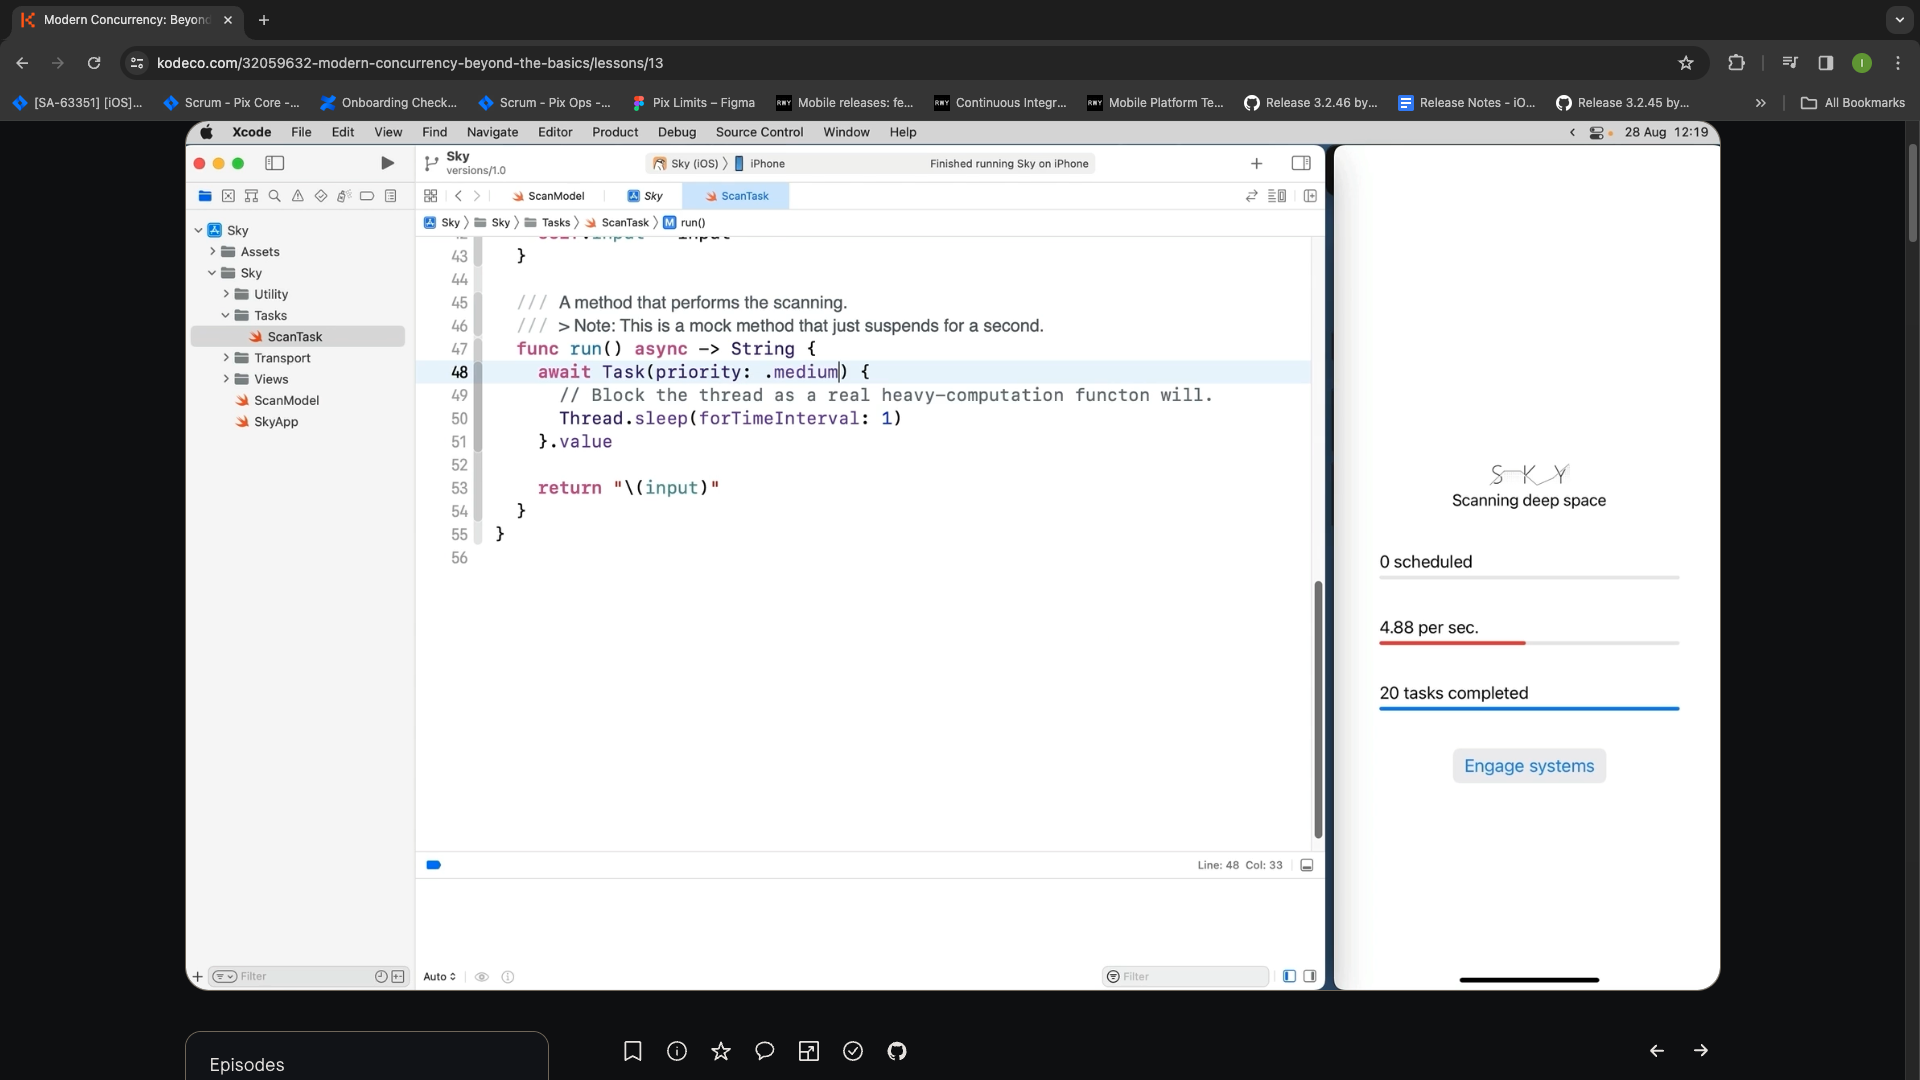 Modern Concurrency: Beyond
kodeco.com/32059632-modern-concurrency-beyond-the-basics/lessons/13
I
[SA-63351] [iOS]...
Scrum - Pix Core -...
Onboarding Check...
Scrum - Pix Ops -...
Pix Limits – Figma
Mobile releases: fe...
Continuous Integr...
Mobile Platform Te...
Release 3.2.46 by...
Release Notes - iO...
Release 3.2.45 by...
All Bookmarks
Xcode File Edit View Find Navigate Editor Product Debug Source Control Window Help
28 Aug 12:19
Sky
versions/1.0
Sky (iOS) 〉 iPhone
Finished running Sky on iPhone
ScanModel
Sky
ScanTask
Sky 〉 Sky 〉 Tasks 〉 ScanTask 〉 M run()
Sky
Assets
Sky
Utility
Tasks
ScanTask
Transport
Views
ScanModel
SkyApp
43 }
44
45 /// A method that performs the scanning.
46 /// > Note: This is a mock method that just suspends for a second.
47 func run() async -> String {
48 await Task(priority: .medium) {
49 // Block the thread as a real heavy-computation functon will.
50 Thread.sleep(forTimeInterval: 1)
51 }.value
52
53 return "\(input)"
54 }
55 }
56
Line: 48 Col: 33
Filter
Auto
Filter
S K Y
Scanning deep space
0 scheduled
4.88 per sec.
20 tasks completed
Engage systems
Episodes